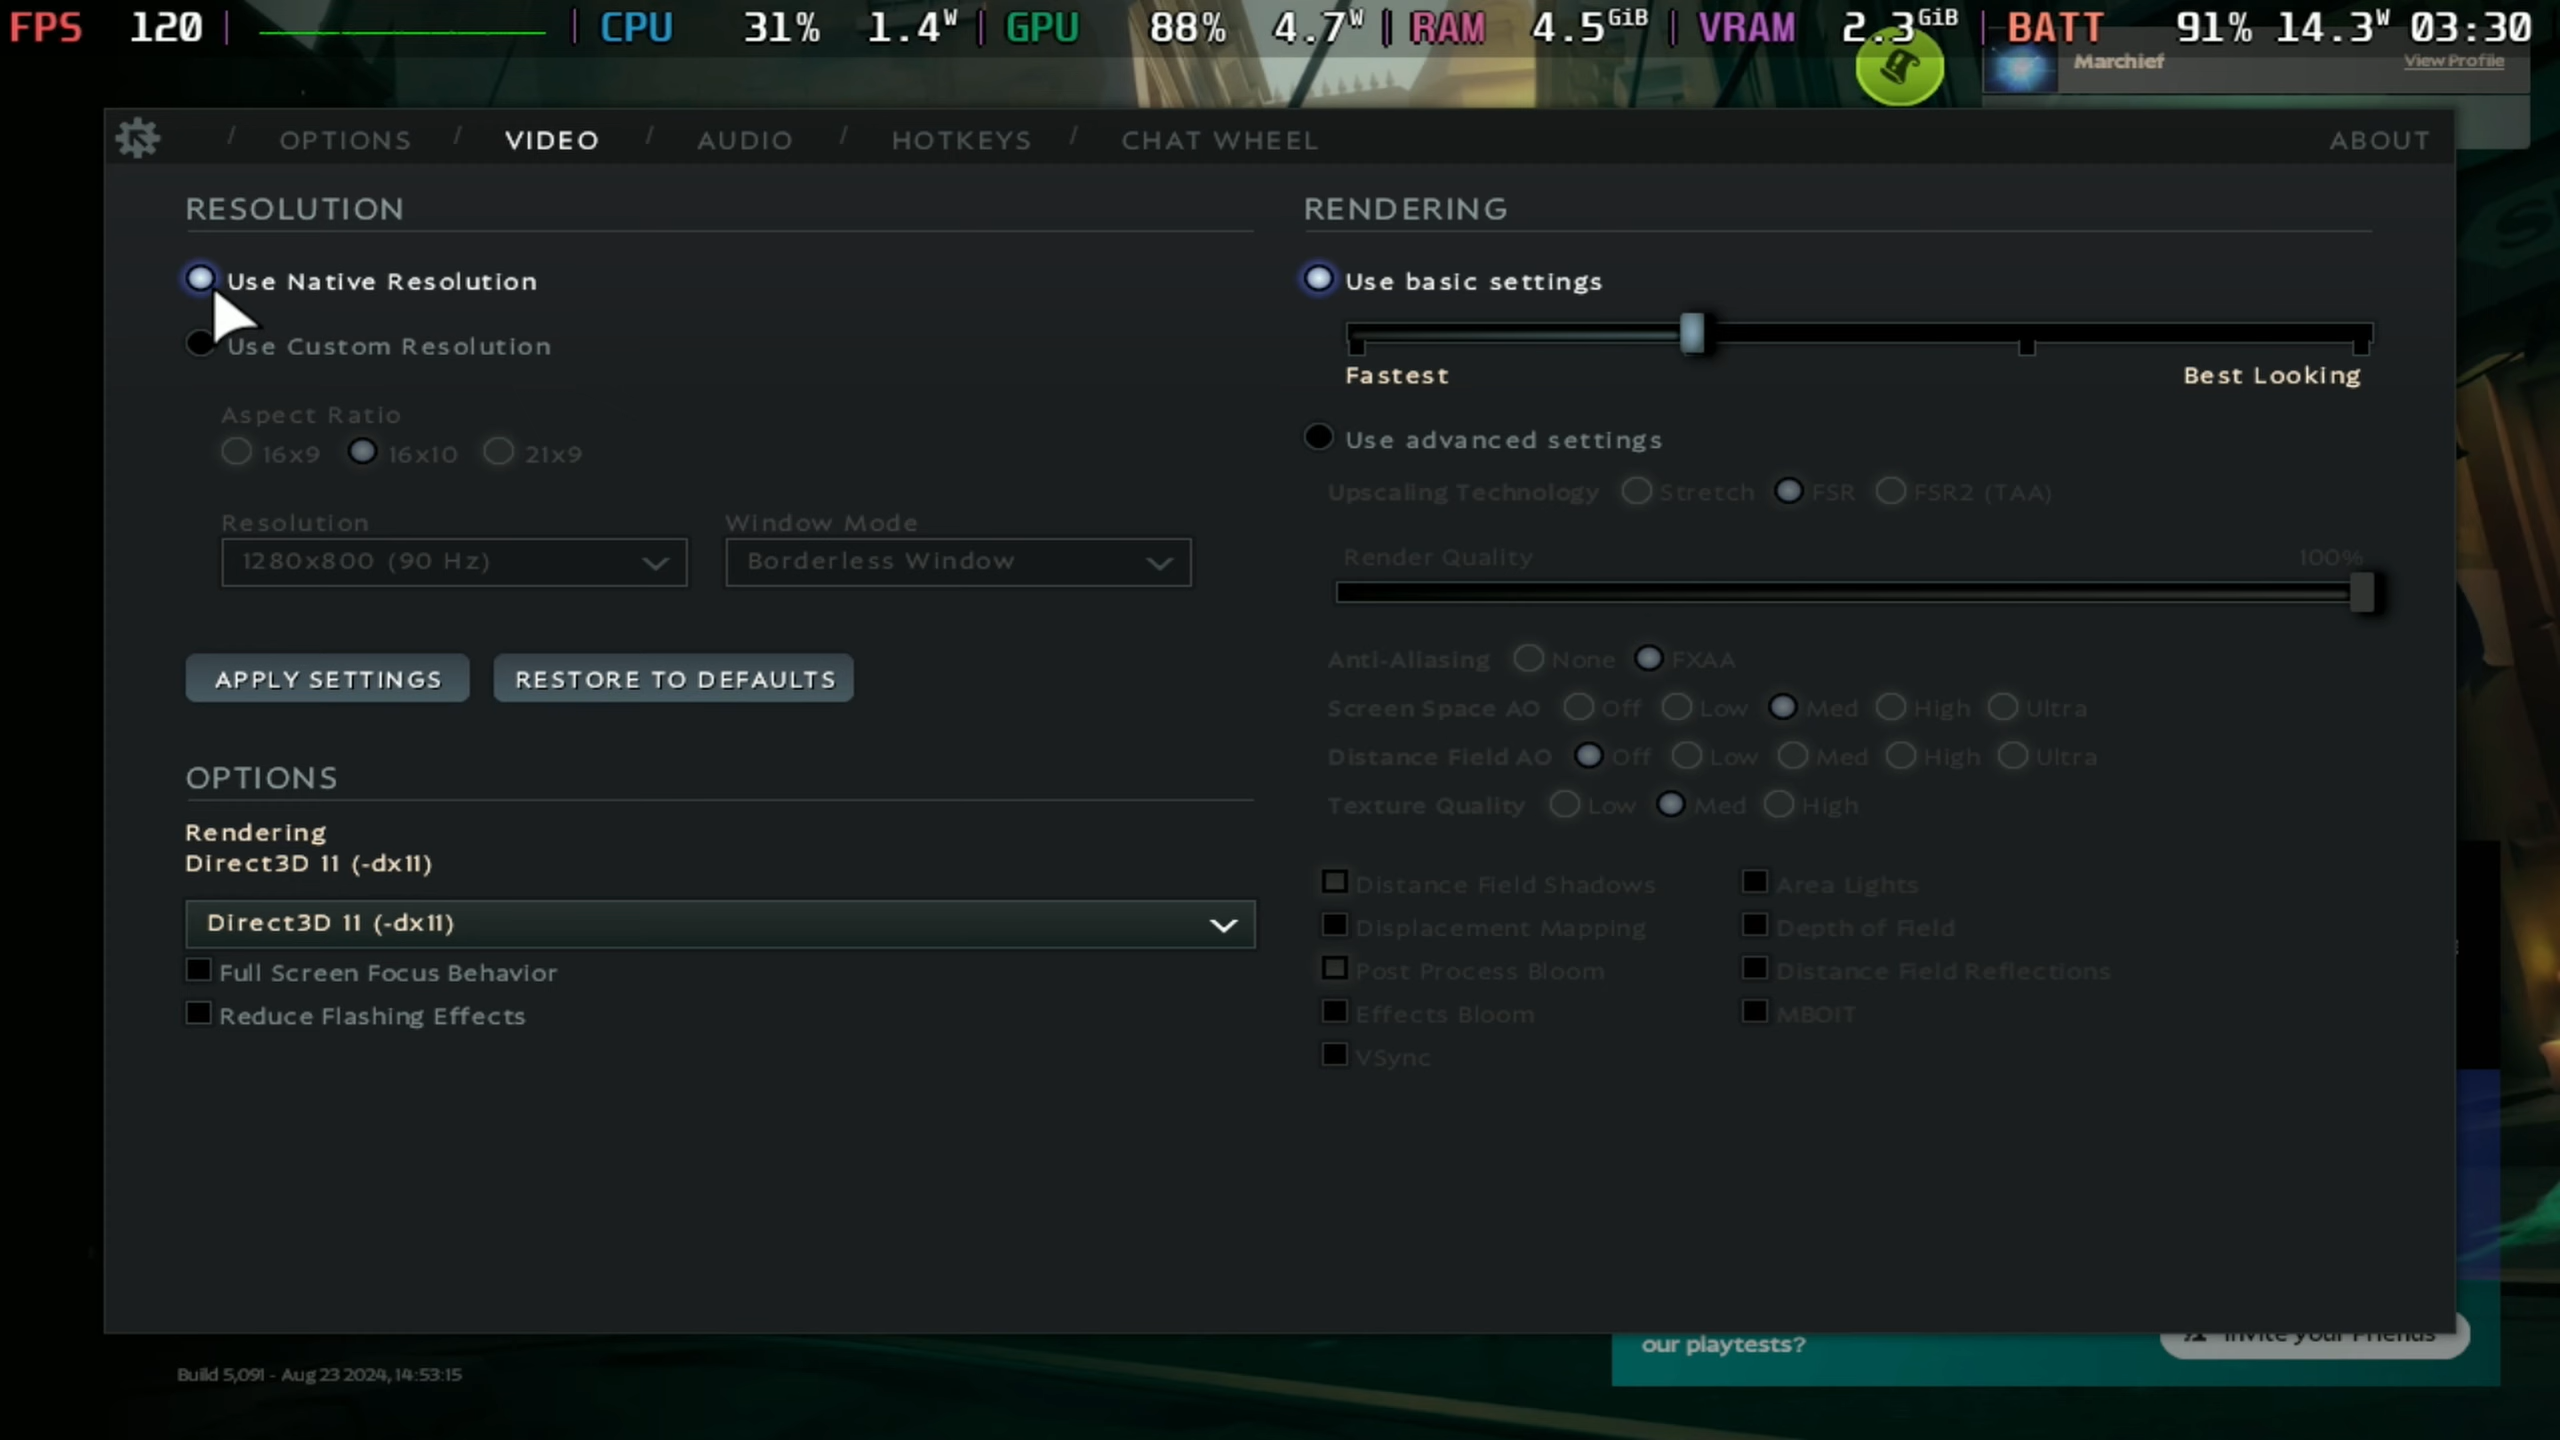 FPS 120 | CPU 31% 1.4W | GPU 88% 4.7W | RAM 4.5GiB | VRAM 2.3GiB | BATT 91% 14.3W 03:30
Marchief View Profile
/ OPTIONS / VIDEO / AUDIO / HOTKEYS / CHAT WHEEL ABOUT
RESOLUTION
Use Native Resolution
Use Custom Resolution
Aspect Ratio
16x9 16x10 21x9
Resolution Window Mode
1280x800 (90 Hz) Borderless Window
APPLY SETTINGS RESTORE TO DEFAULTS
OPTIONS
Rendering
Direct3D 11 (-dx11)
Direct3D 11 (-dx11)
Full Screen Focus Behavior
Reduce Flashing Effects
RENDERING
Use basic settings
Fastest Best Looking
Use advanced settings
Upscaling Technology Stretch FSR FSR2 (TAA)
Render Quality 100%
Anti-Aliasing None FXAA
Screen Space AO Off Low Med High Ultra
Distance Field AO Off Low Med High Ultra
Texture Quality Low Med High
Distance Field Shadows Area Lights
Displacement Mapping Depth of Field
Post Process Bloom Distance Field Reflections
Effects Bloom MBOIT
VSync
our playtests? Invite your Friends
Build 5,091 - Aug 23 2024, 14:53:15